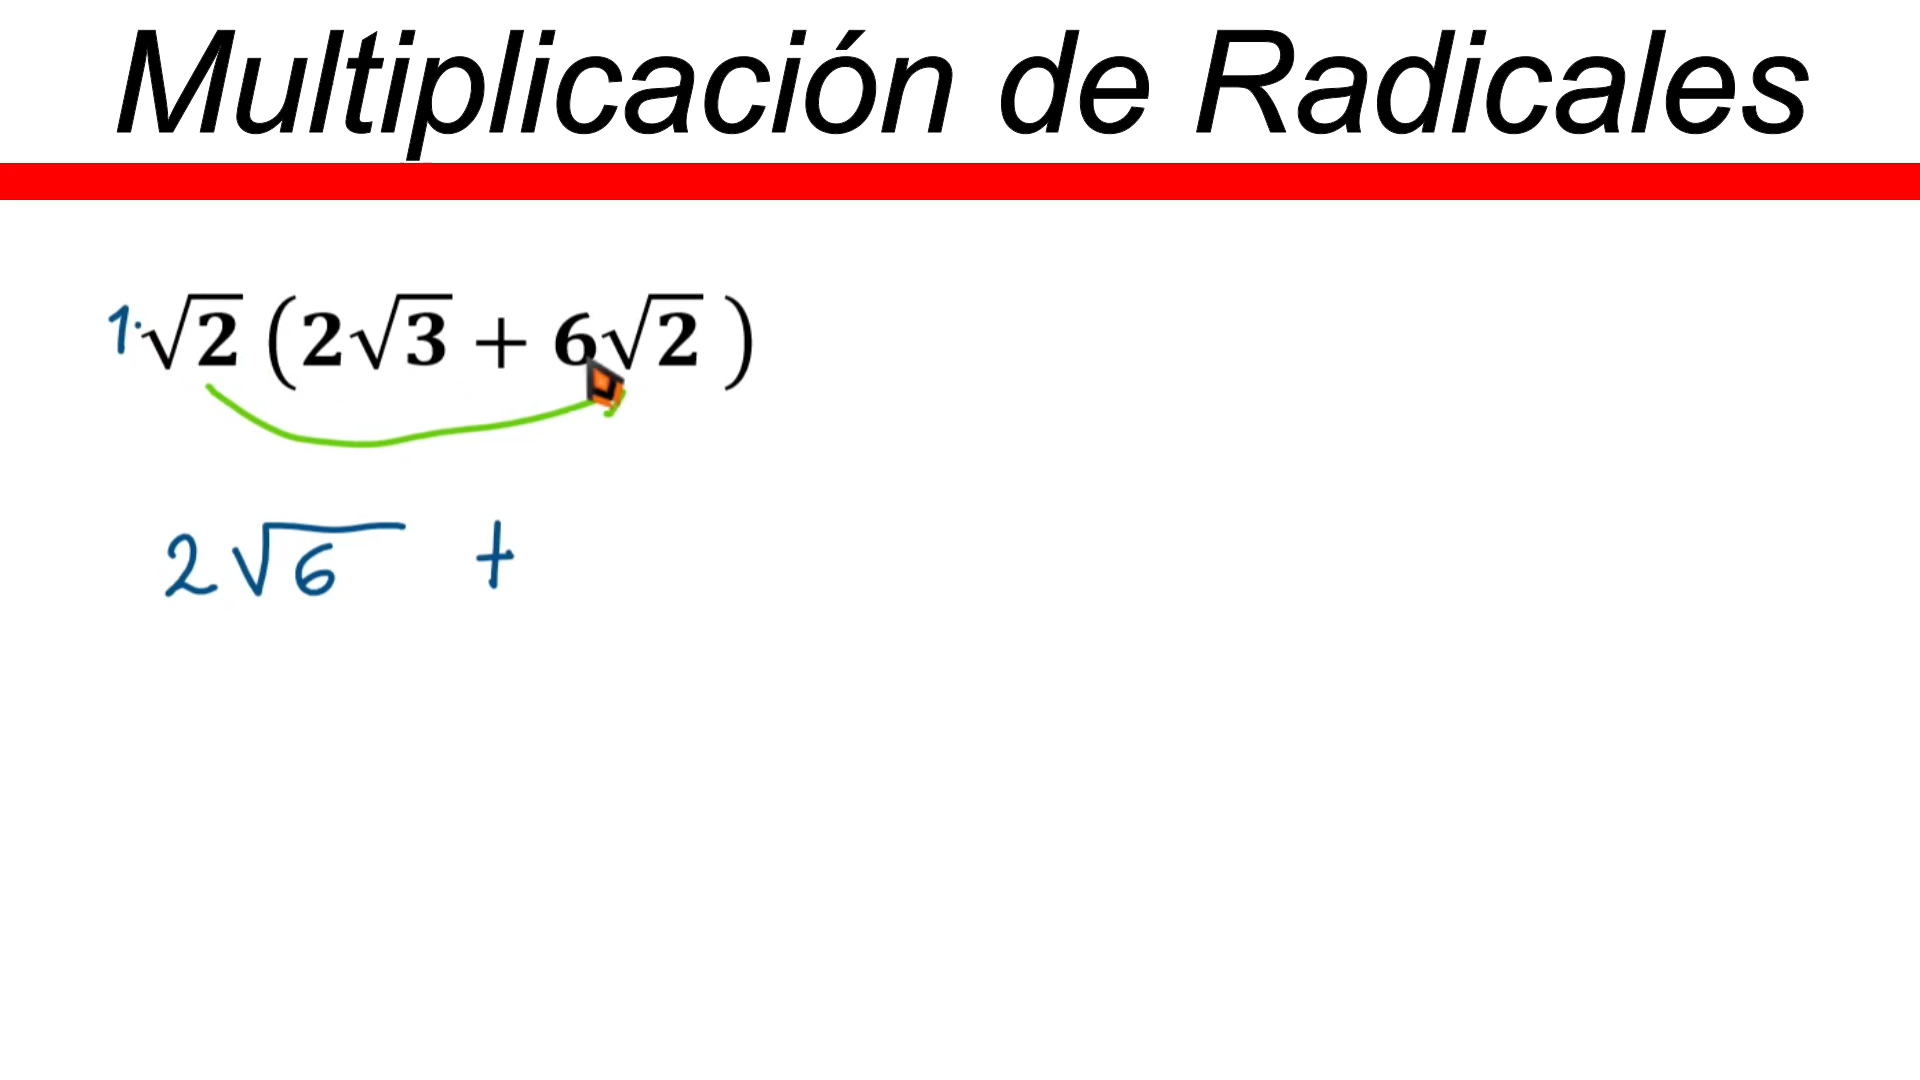 Multiplicación de Radicales
1·√2 (2√3 + 6√2 )
2√6 +